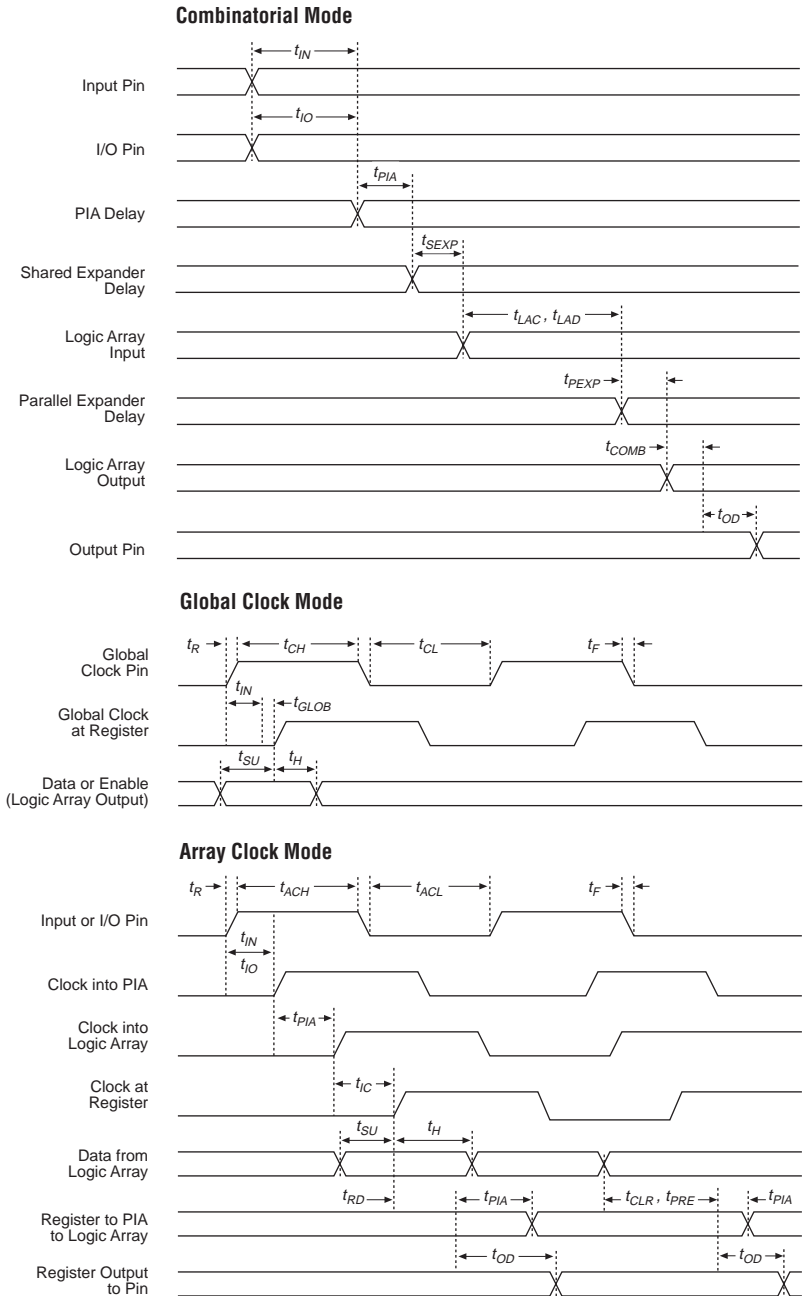 Combinatorial Mode
tIN
Input Pin
tIO
I/O Pin
tPIA
PIA Delay
tSEXP
Shared Expander
Delay
tLAC , tLAD
Logic Array
Input
tPEXP
Parallel Expander
Delay
tCOMB
Logic Array
Output
tOD
Output Pin
Global Clock Mode
tR tCH tCL tF
Global
Clock Pin
tIN tGLOB
Global Clock
at Register
tSU tH
Data or Enable
(Logic Array Output)
Array Clock Mode
tR tACH tACL tF
Input or I/O Pin
tIN
tIO
Clock into PIA
tPIA
Clock into
Logic Array
tIC
Clock at
Register
tSU tH
Data from
Logic Array
tRD tPIA tCLR , tPRE tPIA
Register to PIA
to Logic Array
tOD tOD
Register Output
to Pin